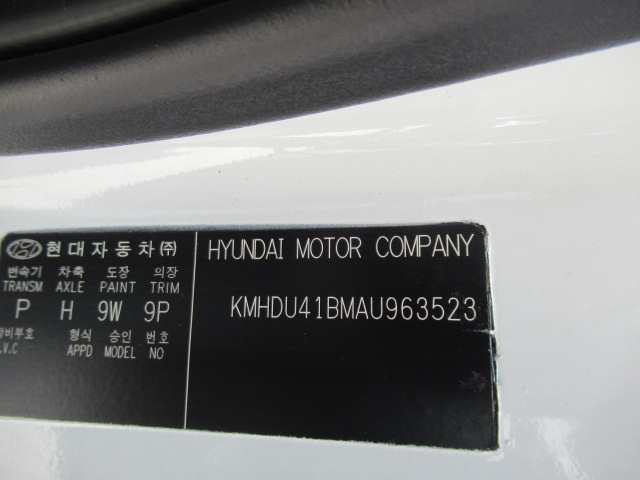 현대자동차㈜
변속기 차축 도장 의장
TRANSM AXLE PAINT TRIM
P H 9W 9P
형식 승인 번호
.V.C APPD MODEL NO
HYUNDAI MOTOR COMPANY
KMHDU41BMAU963523